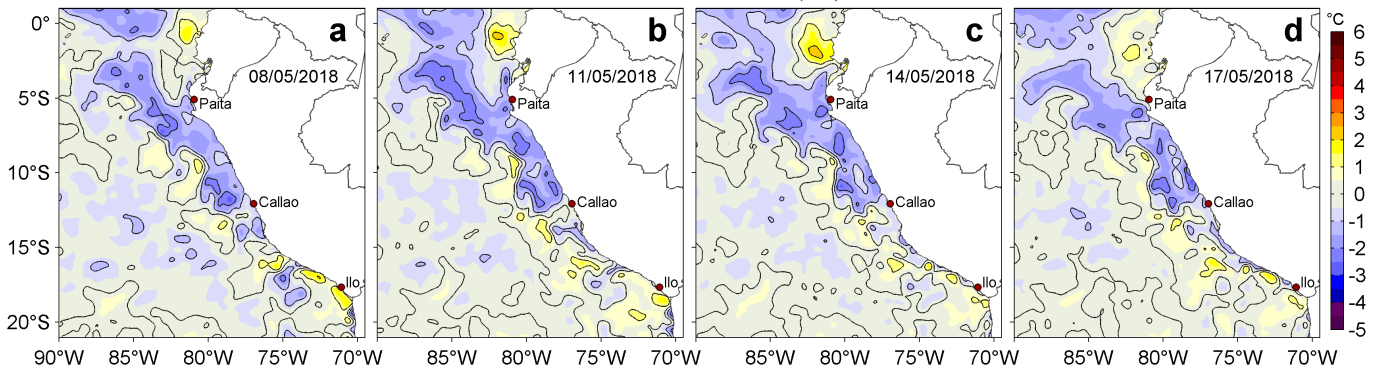 a
08/05/2018
Paita
Callao
Ilo
0°
5°S
10°S
15°S
20°S
90°W
85°W
80°W
75°W
70°W
b
11/05/2018
Paita
Callao
Ilo
85°W
80°W
75°W
70°W
c
14/05/2018
Paita
Callao
Ilo
85°W
80°W
75°W
70°W
d
17/05/2018
Paita
Callao
Ilo
85°W
80°W
75°W
70°W
°C
6
5
4
3
2
1
0
-1
-2
-3
-4
-5